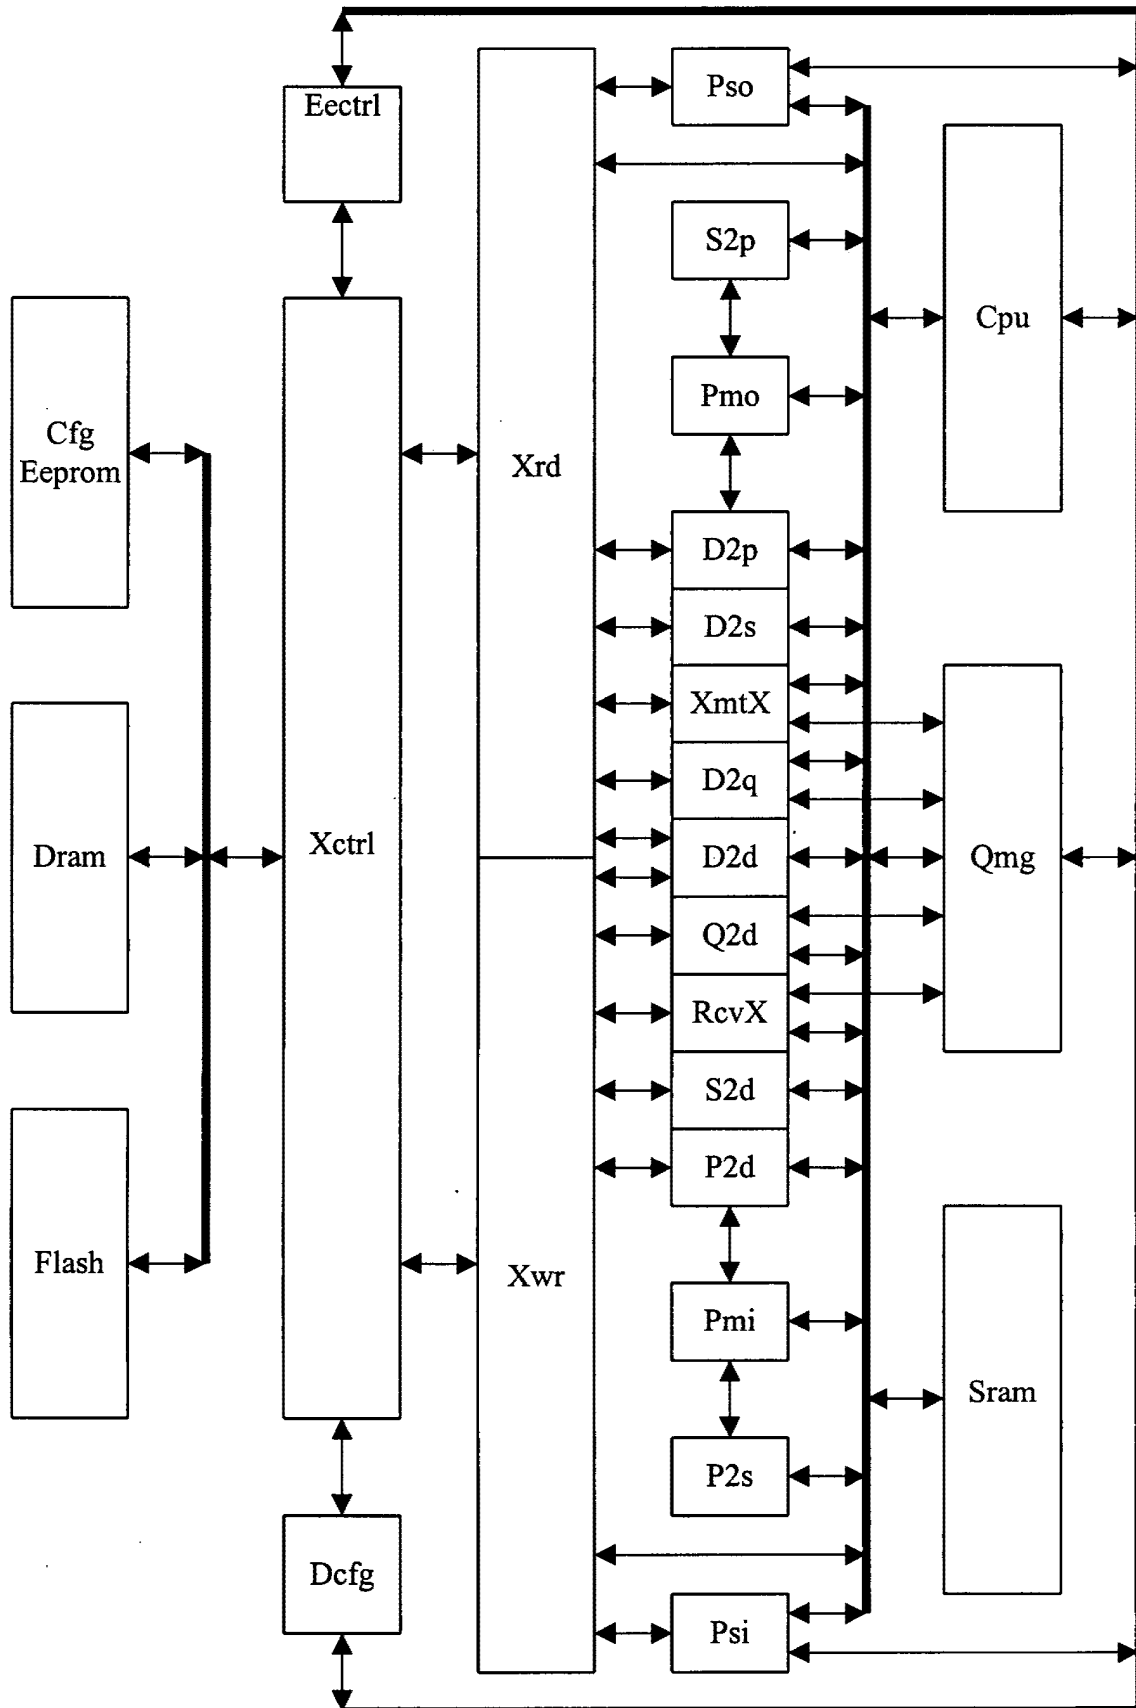 Eectrl
Pso
S2p
Cpu
Cfg
Eeprom
Pmo
Xrd
D2p
D2s
XmtX
D2q
Dram
Xctrl
D2d
Qmg
Q2d
RcvX
S2d
P2d
Flash
Xwr
Pmi
Sram
P2s
Dcfg
Psi